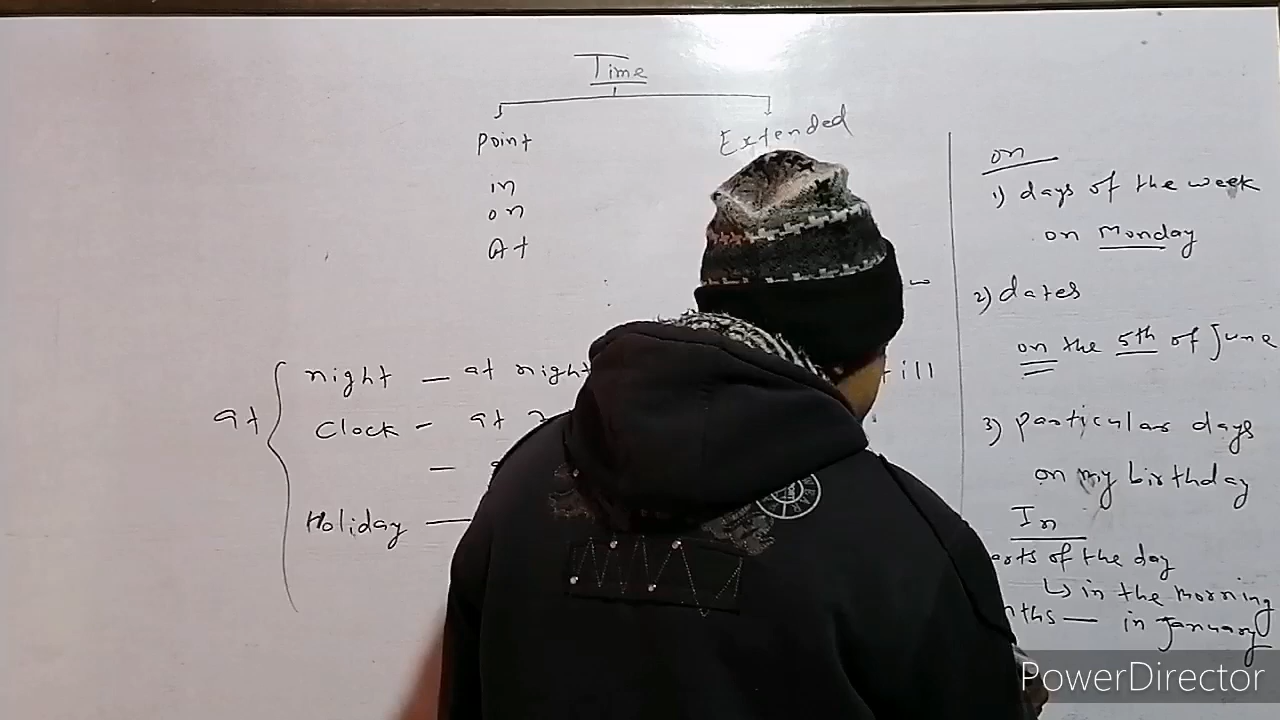 Time
Point
Extended
in
on
At
at
night — at night
till
Clock - at
Holiday —
on
1) days of the week
on Monday
2) dates
on the 5th of June
3) Particular days
on my birthday
In
arts of the day
↳ in the morning
nths — in January
WEAR
PowerDirector